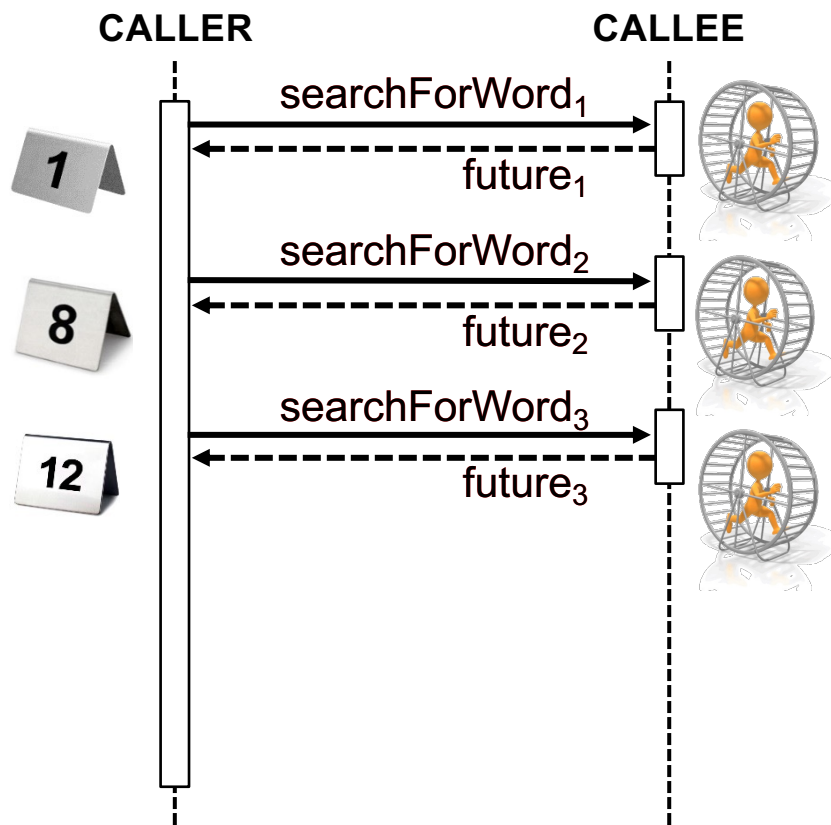 CALLER CALLEE
searchForWord₁
1
future₁
searchForWord₂
8
future₂
searchForWord₃
12
future₃